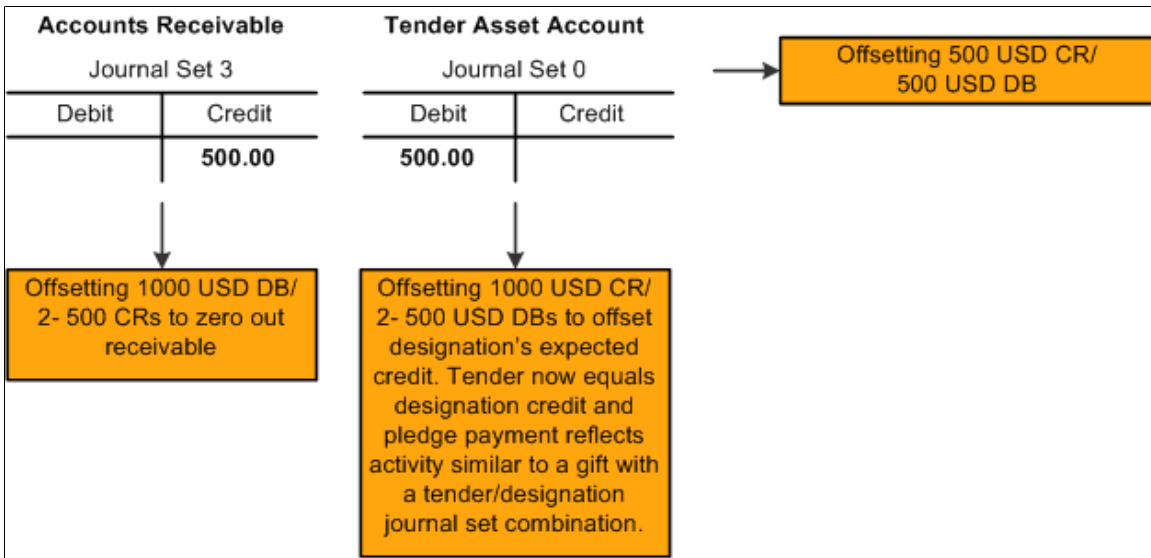 Accounts Receivable
Journal Set 3
Debit Credit
500.00
Offsetting 1000 USD DB/
2- 500 CRs to zero out
receivable
Tender Asset Account
Journal Set 0
Debit Credit
500.00
Offsetting 1000 USD CR/
2- 500 USD DBs to offset
designation's expected
credit. Tender now equals
designation credit and
pledge payment reflects
activity similar to a gift with
a tender/designation
journal set combination.
Offsetting 500 USD CR/
500 USD DB